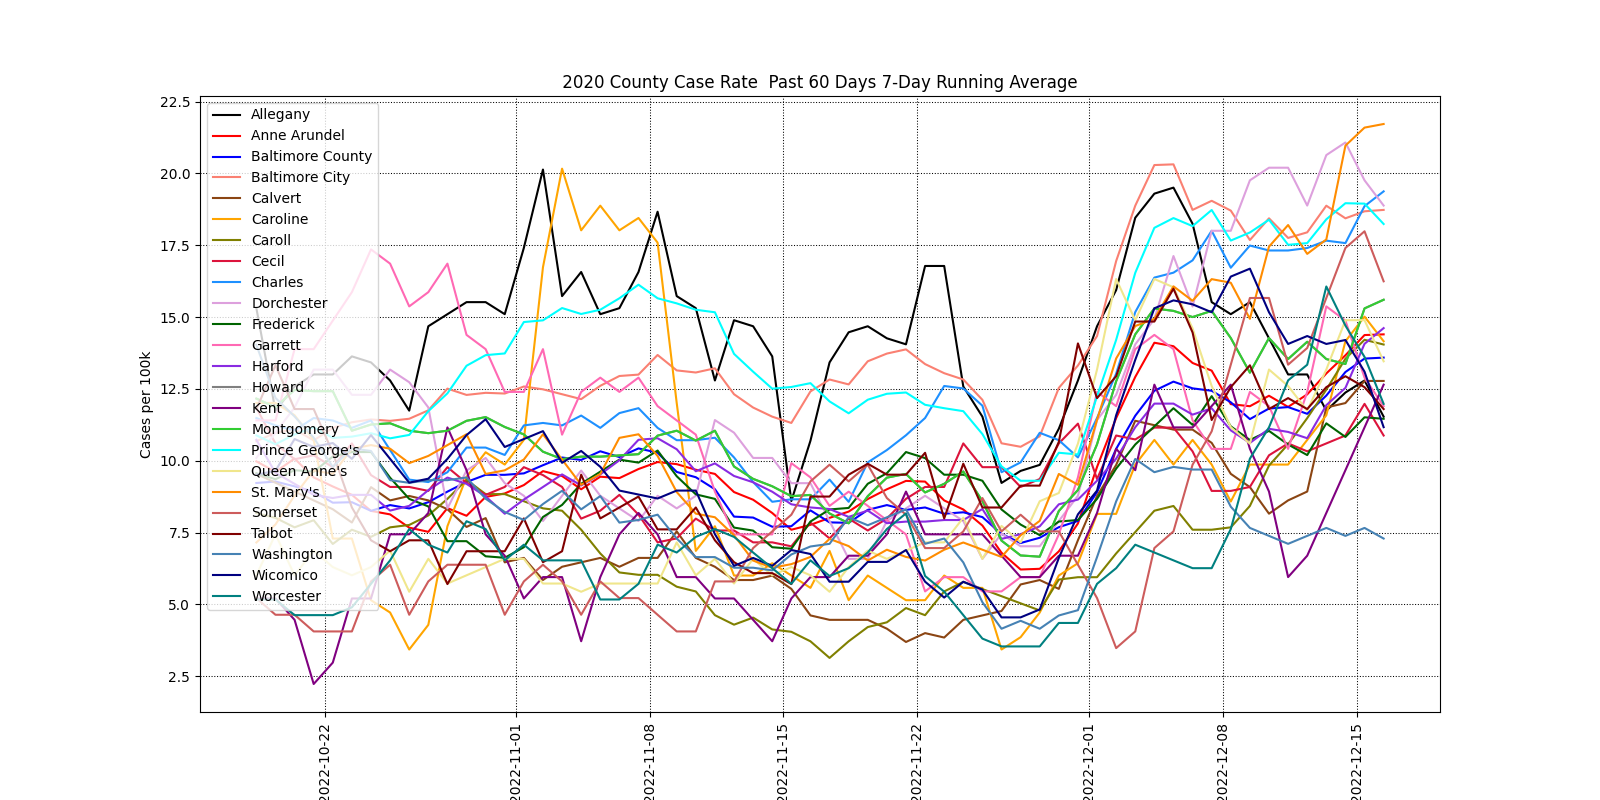 2020 County Case Rate  Past 60 Days 7-Day Running Average
Cases per 100k
22.5
20.0
17.5
15.0
12.5
10.0
7.5
5.0
2.5
Allegany
Anne Arundel
Baltimore County
Baltimore City
Calvert
Caroline
Caroll
Cecil
Charles
Dorchester
Frederick
Garrett
Harford
Howard
Kent
Montgomery
Prince George's
Queen Anne's
St. Mary's
Somerset
Talbot
Washington
Wicomico
Worcester
2022-10-22
2022-11-01
2022-11-08
2022-11-15
2022-11-22
2022-12-01
2022-12-08
2022-12-15